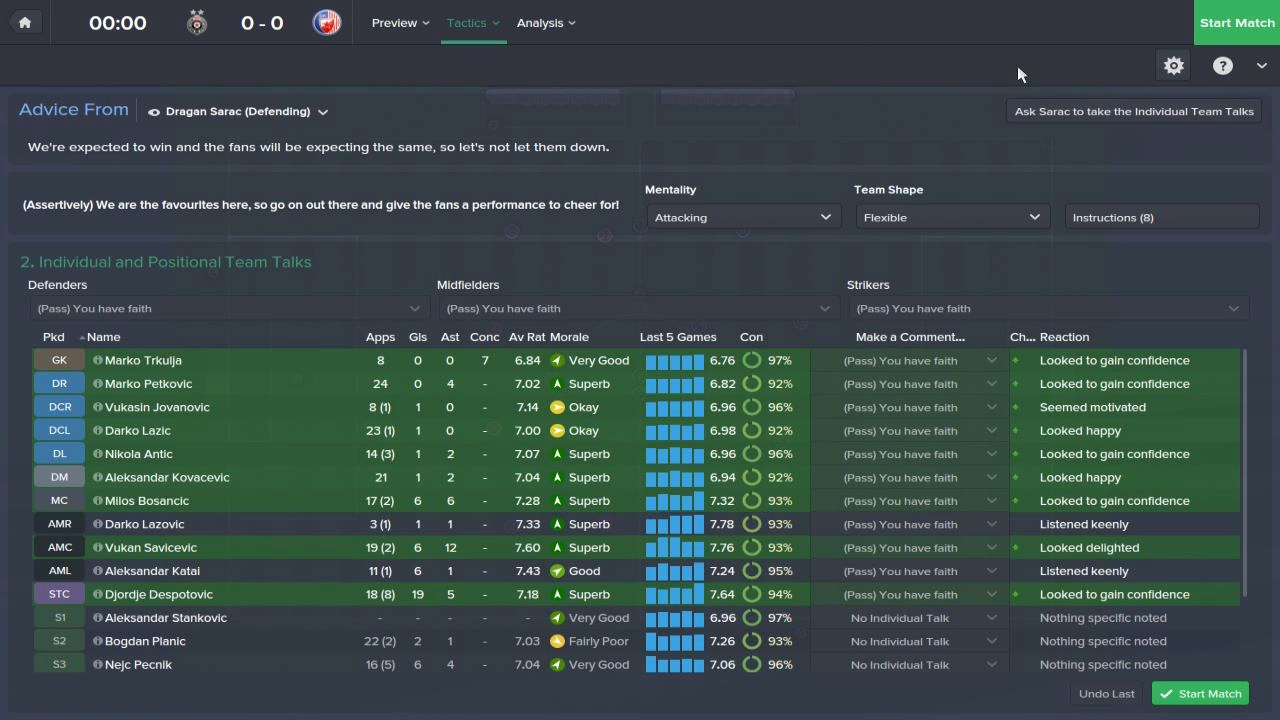 00:00 0 - 0 Preview Tactics Analysis Start Match
Advice From Dragan Sarac (Defending) Ask Sarac to take the Individual Team Talks
We're expected to win and the fans will be expecting the same, so let's not let them down.
Mentality Team Shape
(Assertively) We are the favourites here, so go on out there and give the fans a performance to cheer for!
Attacking Flexible Instructions (8)
2. Individual and Positional Team Talks
Defenders Midfielders Strikers
(Pass) You have faith (Pass) You have faith (Pass) You have faith
Pkd Name Apps Gls Ast Conc Av Rat Morale Last 5 Games Con Make a Comment... Ch... Reaction
GK Marko Trkulja 8 0 0 7 6.84 Very Good 6.76 97% (Pass) You have faith Looked to gain confidence
DR Marko Petkovic 24 0 4 - 7.02 Superb 6.82 92% (Pass) You have faith Looked to gain confidence
DCR Vukasin Jovanovic 8 (1) 1 0 - 7.14 Okay 6.96 96% (Pass) You have faith Seemed motivated
DCL Darko Lazic 23 (1) 1 0 - 7.00 Okay 6.98 92% (Pass) You have faith Looked happy
DL Nikola Antic 14 (3) 1 2 - 7.07 Superb 6.96 96% (Pass) You have faith Looked to gain confidence
DM Aleksandar Kovacevic 21 1 2 - 7.04 Superb 6.94 92% (Pass) You have faith Looked happy
MC Milos Bosancic 17 (2) 6 6 - 7.28 Superb 7.32 93% (Pass) You have faith Looked to gain confidence
AMR Darko Lazovic 3 (1) 1 1 - 7.33 Superb 7.78 93% (Pass) You have faith Listened keenly
AMC Vukan Savicevic 19 (2) 6 12 - 7.60 Superb 7.76 93% (Pass) You have faith Looked delighted
AML Aleksandar Katai 11 (1) 6 1 - 7.43 Good 7.24 95% (Pass) You have faith Listened keenly
STC Djordje Despotovic 18 (8) 19 5 - 7.18 Superb 7.64 94% (Pass) You have faith Looked to gain confidence
S1 Aleksandar Stankovic - - - - - Very Good 6.96 97% No Individual Talk Nothing specific noted
S2 Bogdan Planic 22 (2) 2 1 - 7.03 Fairly Poor 7.26 93% No Individual Talk Nothing specific noted
S3 Nejc Pecnik 16 (5) 6 4 - 7.04 Very Good 7.06 96% No Individual Talk Nothing specific noted
Undo Last Start Match